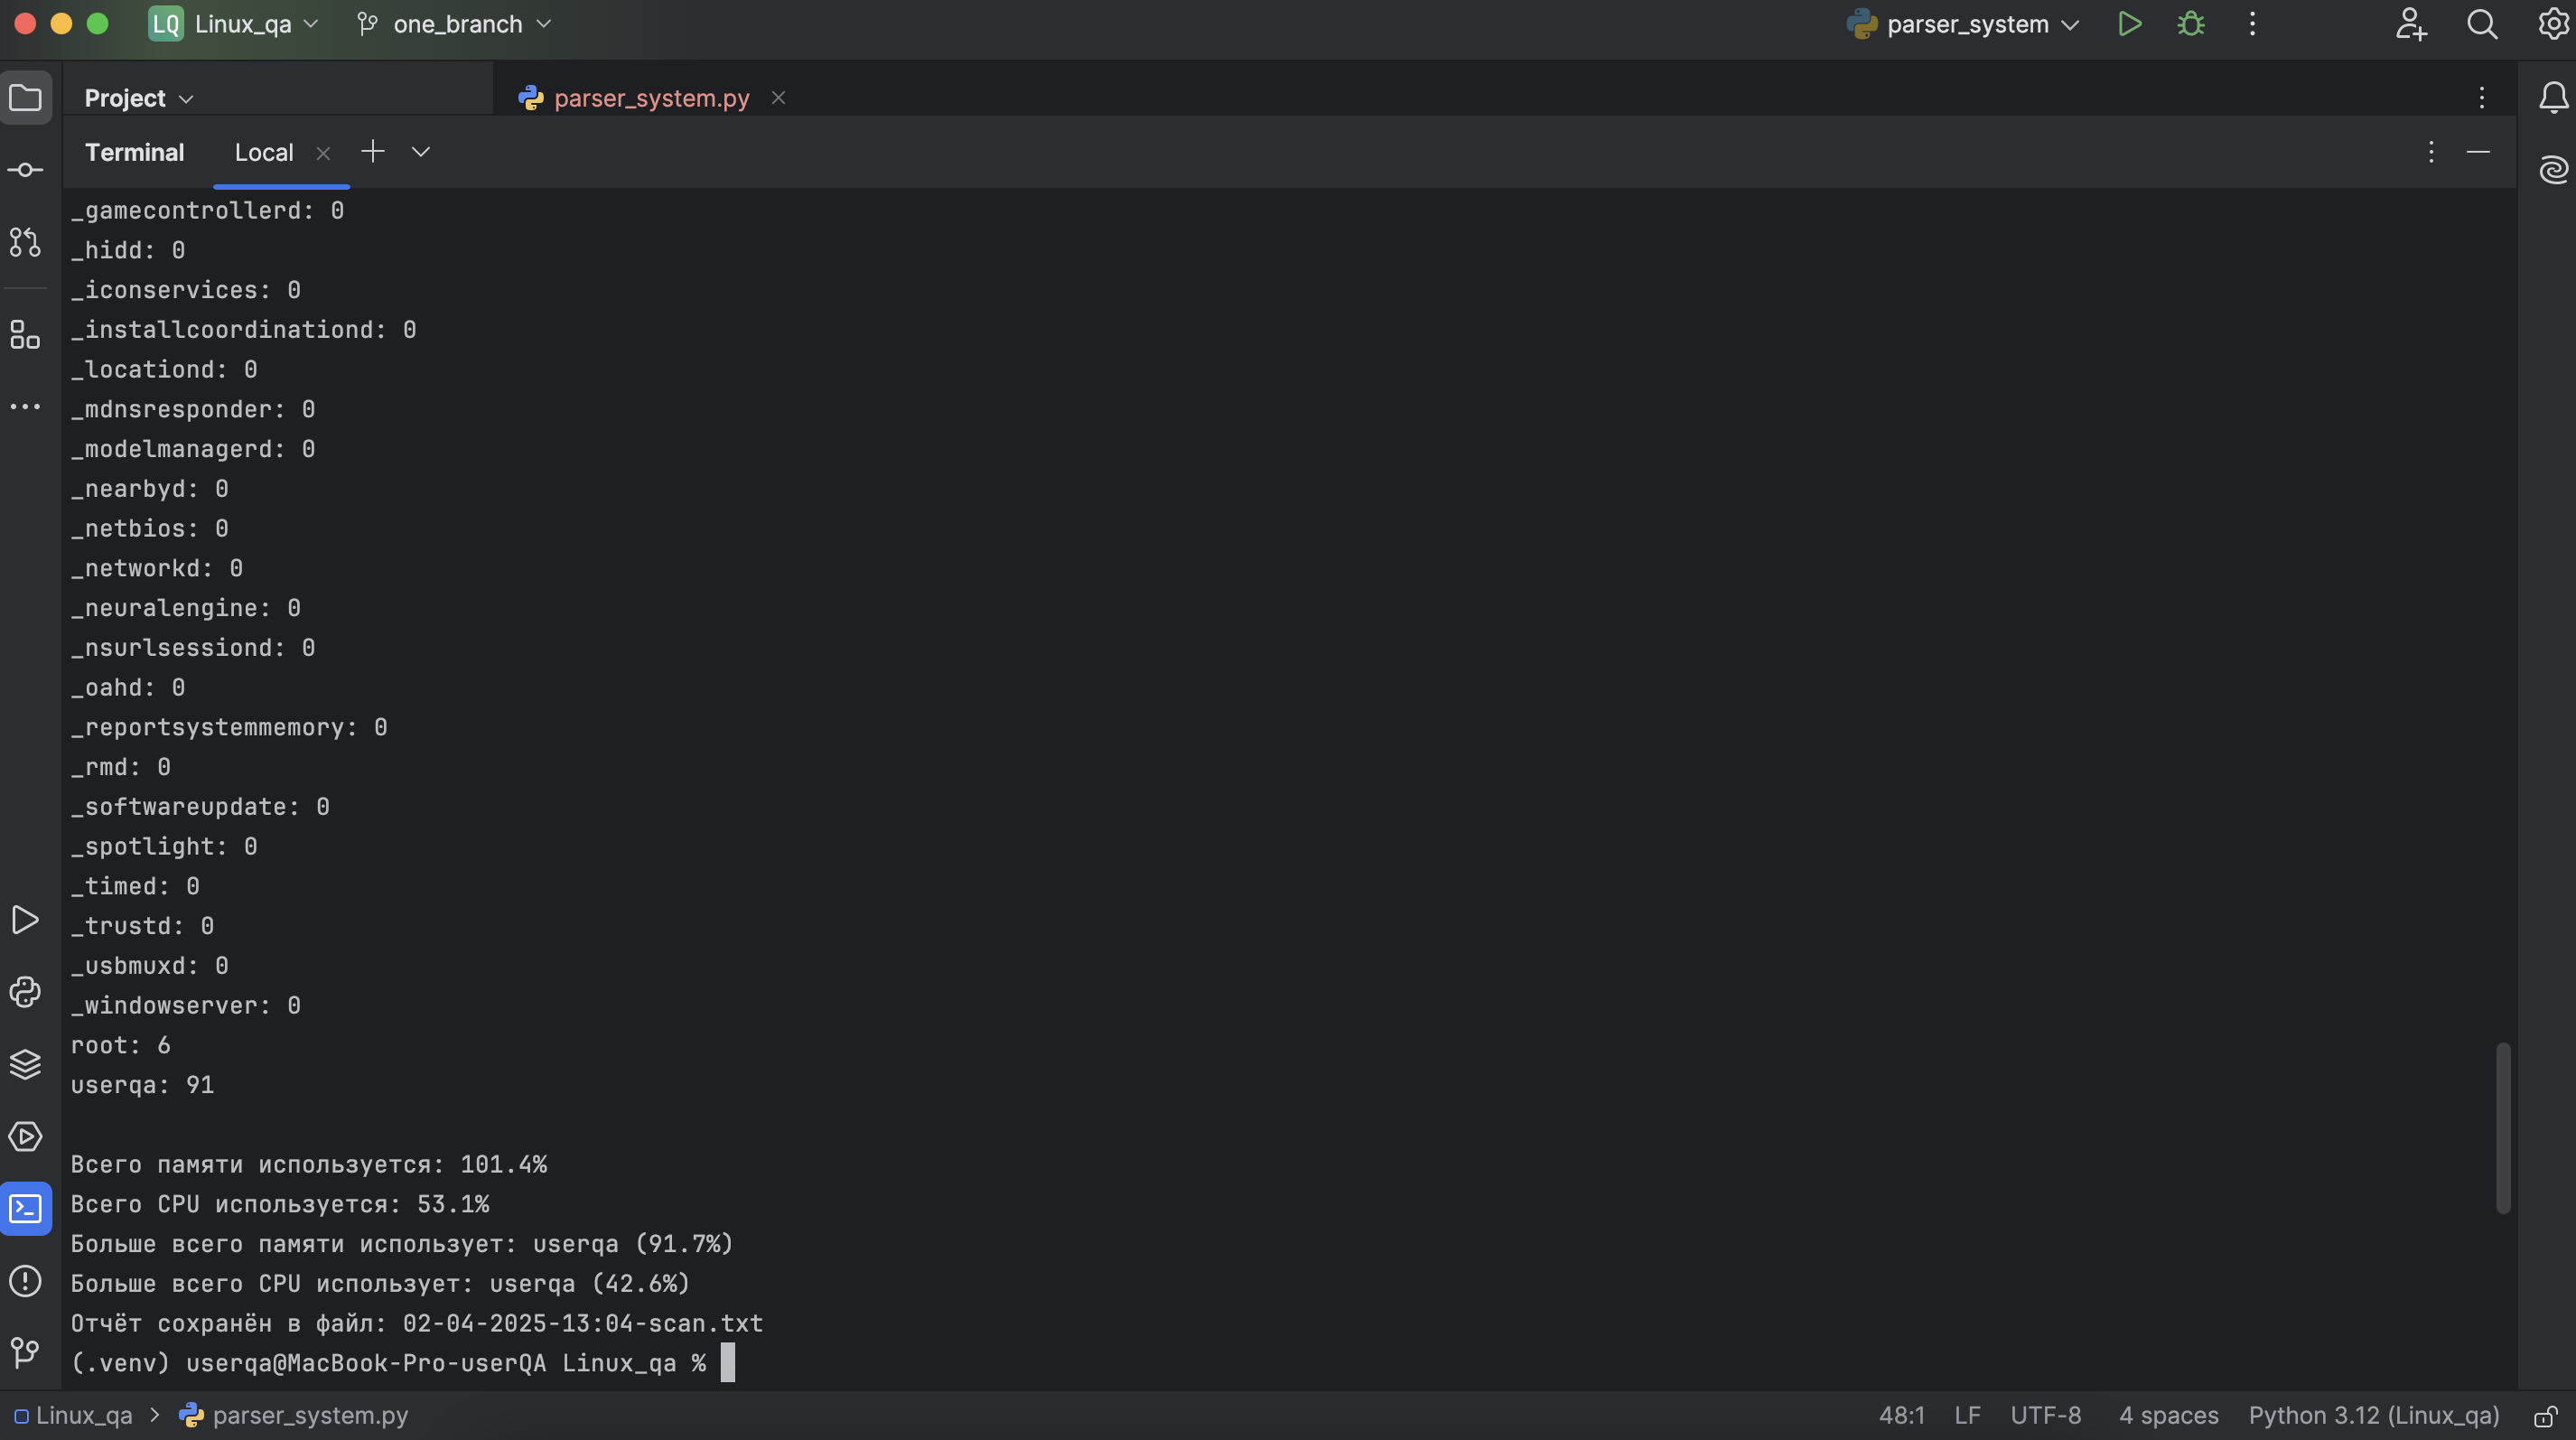 LQ Linux_qa one_branch parser_system
Project parser_system.py
Terminal Local
_gamecontrollerd: 0
_hidd: 0
_iconservices: 0
_installcoordinationd: 0
_locationd: 0
_mdnsresponder: 0
_modelmanagerd: 0
_nearbyd: 0
_netbios: 0
_networkd: 0
_neuralengine: 0
_nsurlsessiond: 0
_oahd: 0
_reportsystemmemory: 0
_rmd: 0
_softwareupdate: 0
_spotlight: 0
_timed: 0
_trustd: 0
_usbmuxd: 0
_windowserver: 0
root: 6
userqa: 91
Всего памяти используется: 101.4%
Всего CPU используется: 53.1%
Больше всего памяти использует: userqa (91.7%)
Больше всего CPU использует: userqa (42.6%)
Отчёт сохранён в файл: 02-04-2025-13:04-scan.txt
(.venv) userqa@MacBook-Pro-userQA Linux_qa %
Linux_qa > parser_system.py 48:1 LF UTF-8 4 spaces Python 3.12 (Linux_qa)